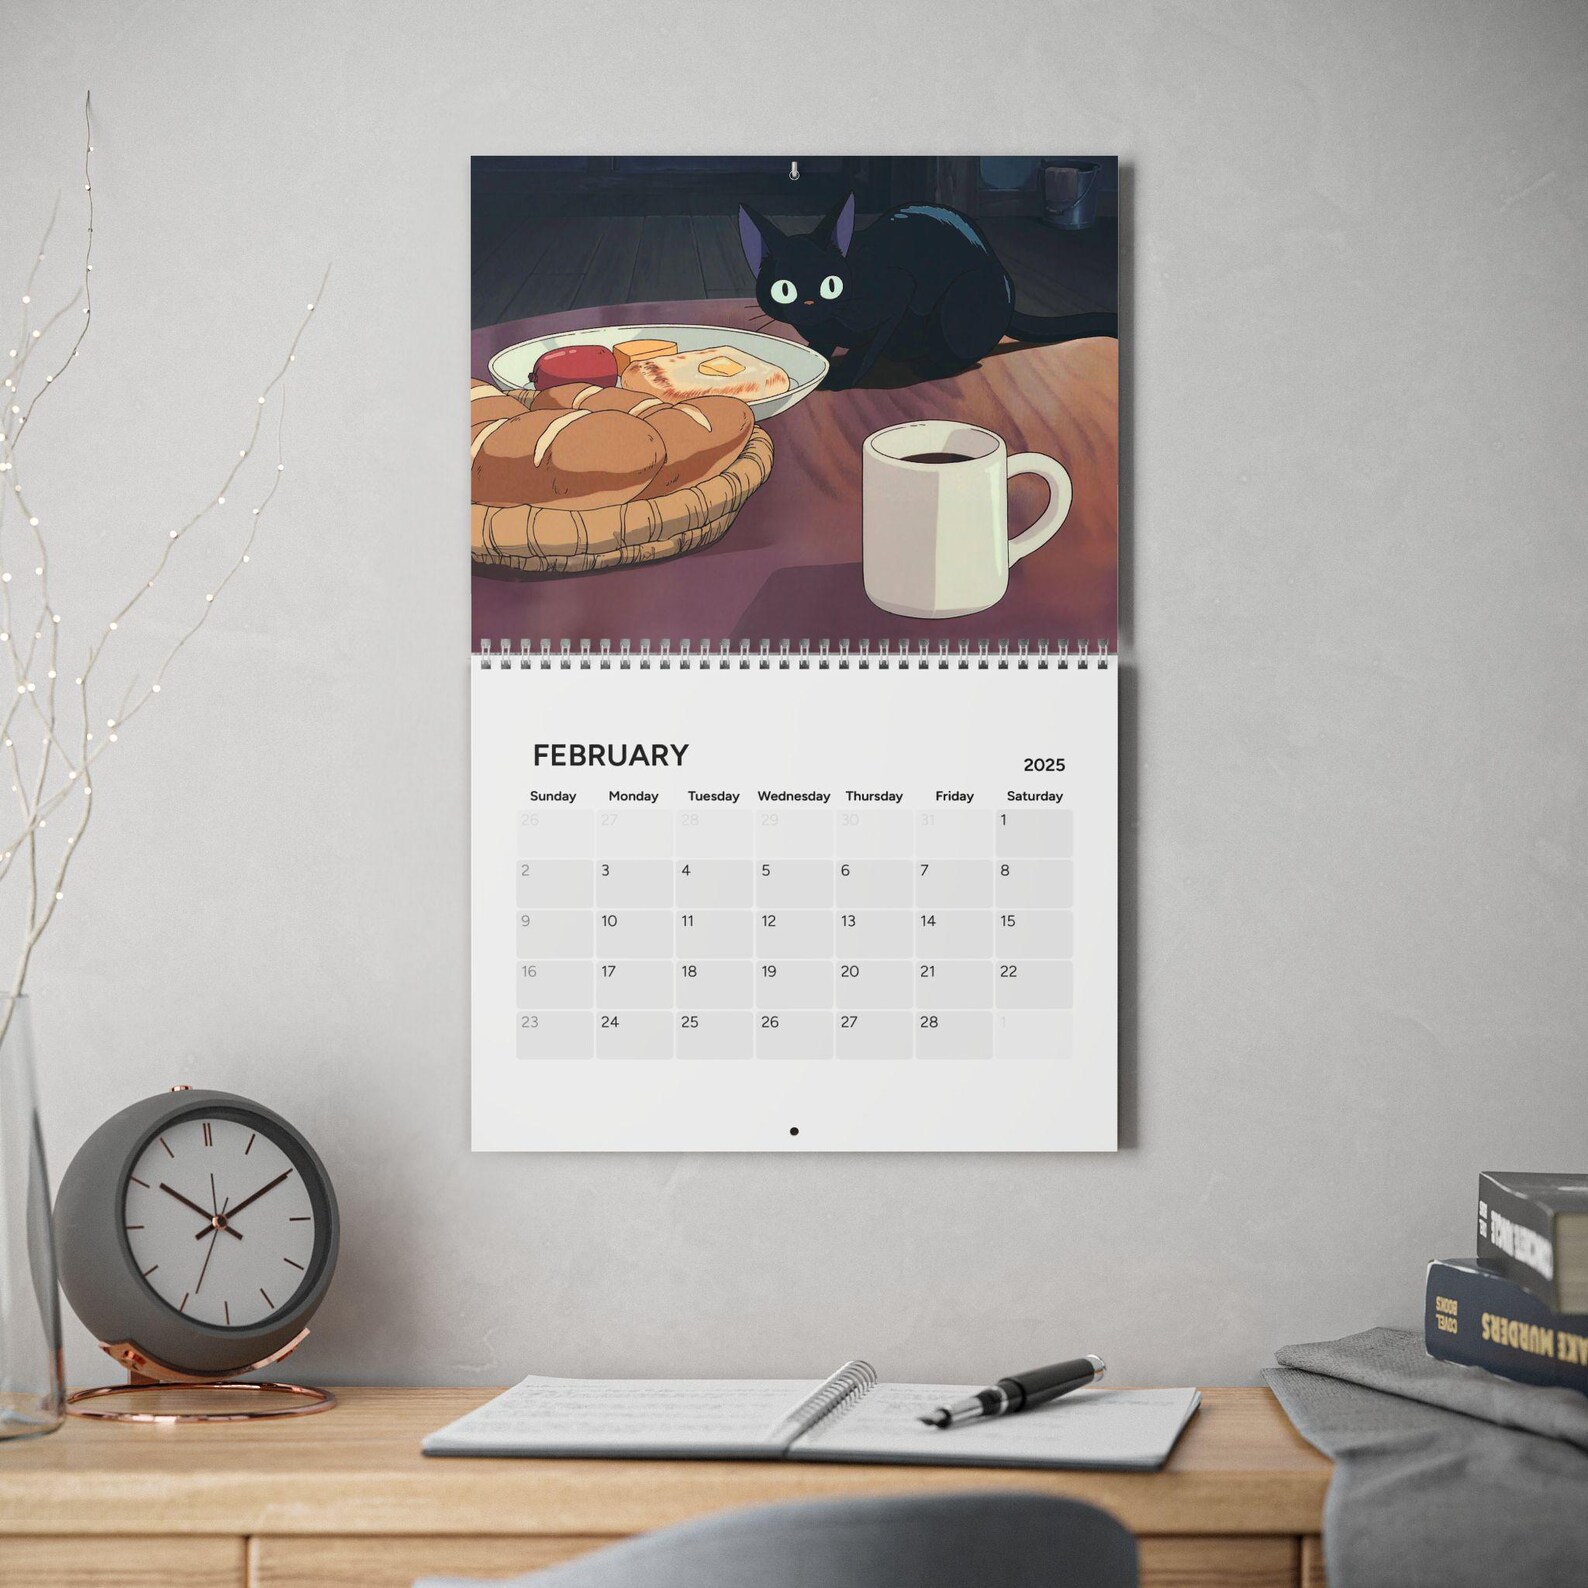 FEBRUARY
2025
Sunday Monday Tuesday Wednesday Thursday Friday Saturday
26 27 28 29 30 31 1
2 3 4 5 6 7 8
9 10 11 12 13 14 15
16 17 18 19 20 21 22
23 24 25 26 27 28 1
COVEL
BOOKS
AKE MURDERS